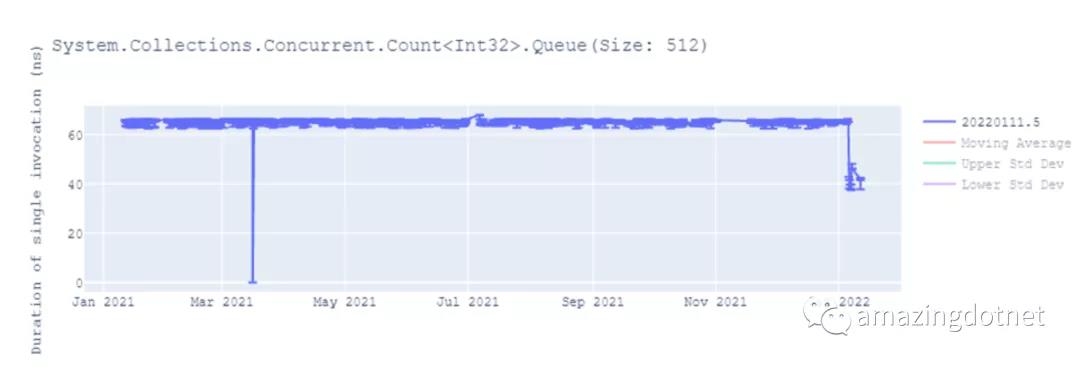 System.Collections.Concurrent.Count<Int32>.Queue(Size: 512)
Duration of single invocation (ns)
60
40
20
0
Jan 2021
Mar 2021
May 2021
Jul 2021
Sep 2021
Nov 2021
2022
20220111.5
Moving Average
Upper Std Dev
Lower Std Dev
amazingdotnet